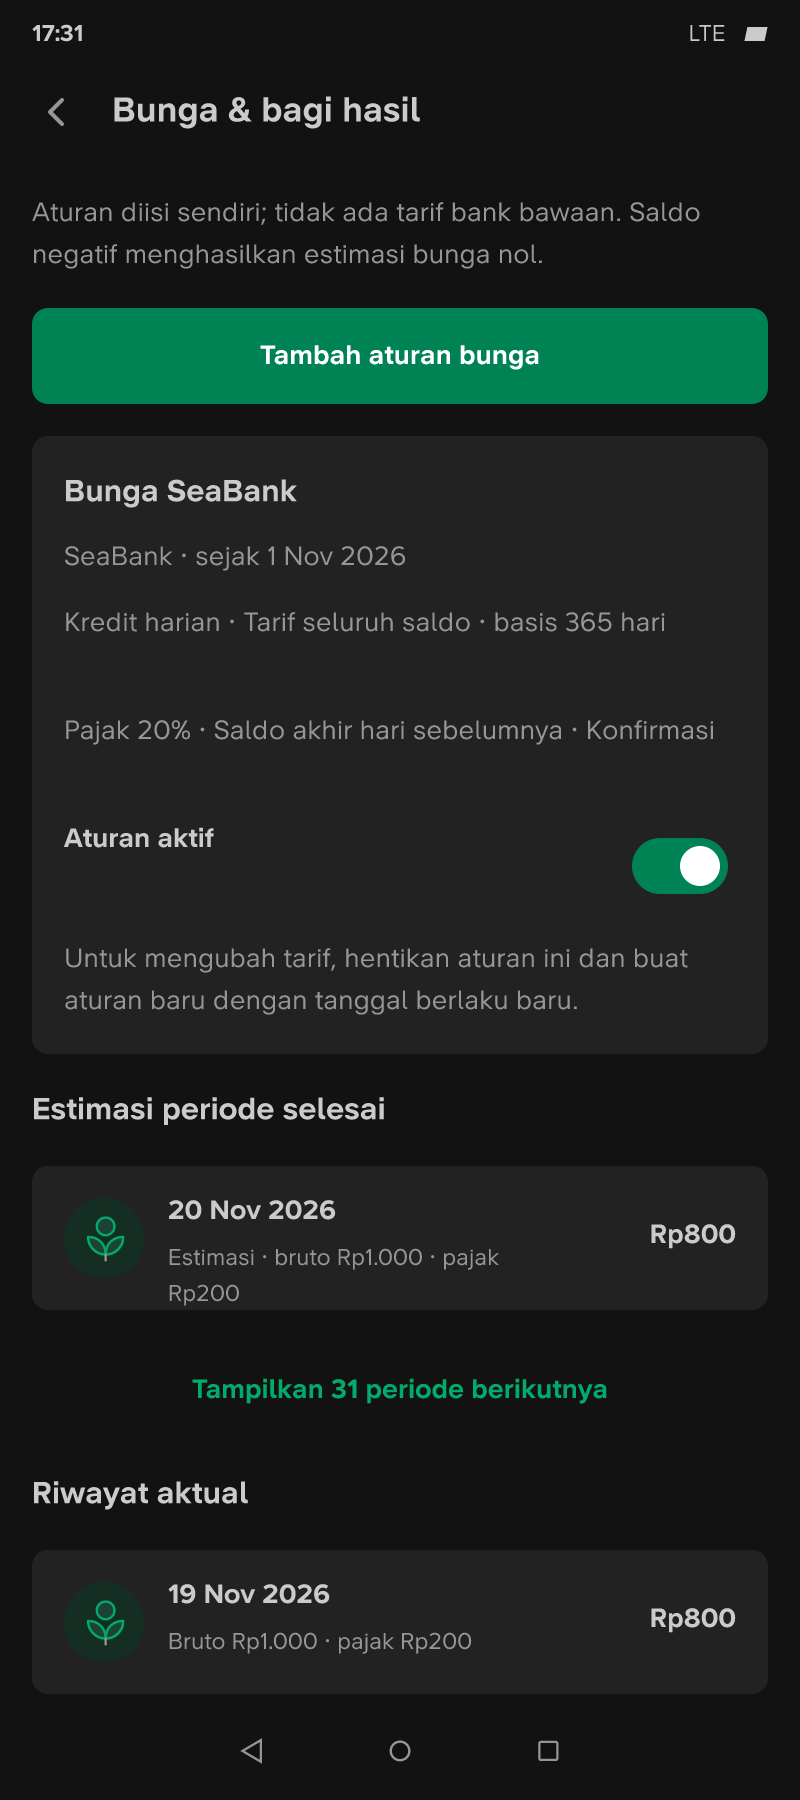 17:31
LTE
Bunga & bagi hasil
Aturan diisi sendiri; tidak ada tarif bank bawaan. Saldo
negatif menghasilkan estimasi bunga nol.
Tambah aturan bunga
Bunga SeaBank
SeaBank · sejak 1 Nov 2026
Kredit harian · Tarif seluruh saldo · basis 365 hari
Pajak 20% · Saldo akhir hari sebelumnya · Konfirmasi
Aturan aktif
Untuk mengubah tarif, hentikan aturan ini dan buat
aturan baru dengan tanggal berlaku baru.
Estimasi periode selesai
20 Nov 2026
Estimasi · bruto Rp1.000 · pajak
Rp200
Rp800
Tampilkan 31 periode berikutnya
Riwayat aktual
19 Nov 2026
Bruto Rp1.000 · pajak Rp200
Rp800